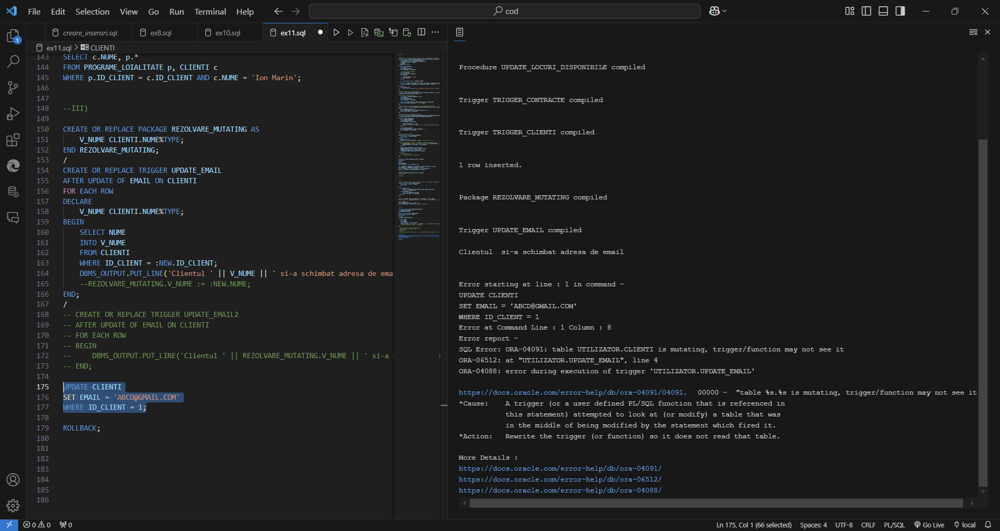 File Edit Selection View Go Run Terminal Help
cod
creare_inserari.sql ex8.sql ex10.sql ex11.sql
ex11.sql > CLIENTI
143 SELECT c.NUME, p.*
144 FROM PROGRAME_LOIALITATE p, CLIENTI c
145 WHERE p.ID_CLIENT = c.ID_CLIENT AND c.NUME = 'Ion Marin';
146
147
148 --III)
149
150 CREATE OR REPLACE PACKAGE REZOLVARE_MUTATING AS
151 V_NUME CLIENTI.NUME%TYPE;
152 END REZOLVARE_MUTATING;
153 /
154 CREATE OR REPLACE TRIGGER UPDATE_EMAIL
155 AFTER UPDATE OF EMAIL ON CLIENTI
156 FOR EACH ROW
157 DECLARE
158 V_NUME CLIENTI.NUME%TYPE;
159 BEGIN
160 SELECT NUME
161 INTO V_NUME
162 FROM CLIENTI
163 WHERE ID_CLIENT = :NEW.ID_CLIENT;
164 DBMS_OUTPUT.PUT_LINE('Clientul ' || V_NUME || ' si-a schimbat adresa de emai
165 --REZOLVARE_MUTATING.V_NUME := :NEW.NUME;
166 END;
167 /
168 -- CREATE OR REPLACE TRIGGER UPDATE_EMAIL2
169 -- AFTER UPDATE OF EMAIL ON CLIENTI
170 -- FOR EACH ROW
171 -- BEGIN
172 -- DBMS_OUTPUT.PUT_LINE('Clientul ' || REZOLVARE_MUTATING.V_NUME || ' si-a
173 -- END;
174
175 UPDATE CLIENTI
176 SET EMAIL = 'ABCD@GMAIL.COM'
177 WHERE ID_CLIENT = 1;
178
179 ROLLBACK;
180
181
182
183
184
185
186
Procedure UPDATE_LOCURI_DISPONIBILE compiled
Trigger TRIGGER_CONTRACTE compiled
Trigger TRIGGER_CLIENTI compiled
1 row inserted.
Package REZOLVARE_MUTATING compiled
Trigger UPDATE_EMAIL compiled
Clientul  si-a schimbat adresa de email
Error starting at line : 1 in command -
UPDATE CLIENTI
SET EMAIL = 'ABCD@GMAIL.COM'
WHERE ID_CLIENT = 1
Error at Command Line : 1 Column : 8
Error report -
SQL Error: ORA-04091: table UTILIZATOR.CLIENTI is mutating, trigger/function may not see it
ORA-06512: at "UTILIZATOR.UPDATE_EMAIL", line 4
ORA-04088: error during execution of trigger 'UTILIZATOR.UPDATE_EMAIL'
https://docs.oracle.com/error-help/db/ora-04091/04091. 00000 - "table %s.%s is mutating, trigger/function may not see it
*Cause: A trigger (or a user defined PL/SQL function that is referenced in
this statement) attempted to look at (or modify) a table that was
in the middle of being modified by the statement which fired it.
*Action: Rewrite the trigger (or function) so it does not read that table.
More Details :
https://docs.oracle.com/error-help/db/ora-04091/
https://docs.oracle.com/error-help/db/ora-06512/
https://docs.oracle.com/error-help/db/ora-04088/
1
0 0 0 Ln 175, Col 1 (66 selected) Spaces: 4 UTF-8 CRLF PL/SQL Go Live local